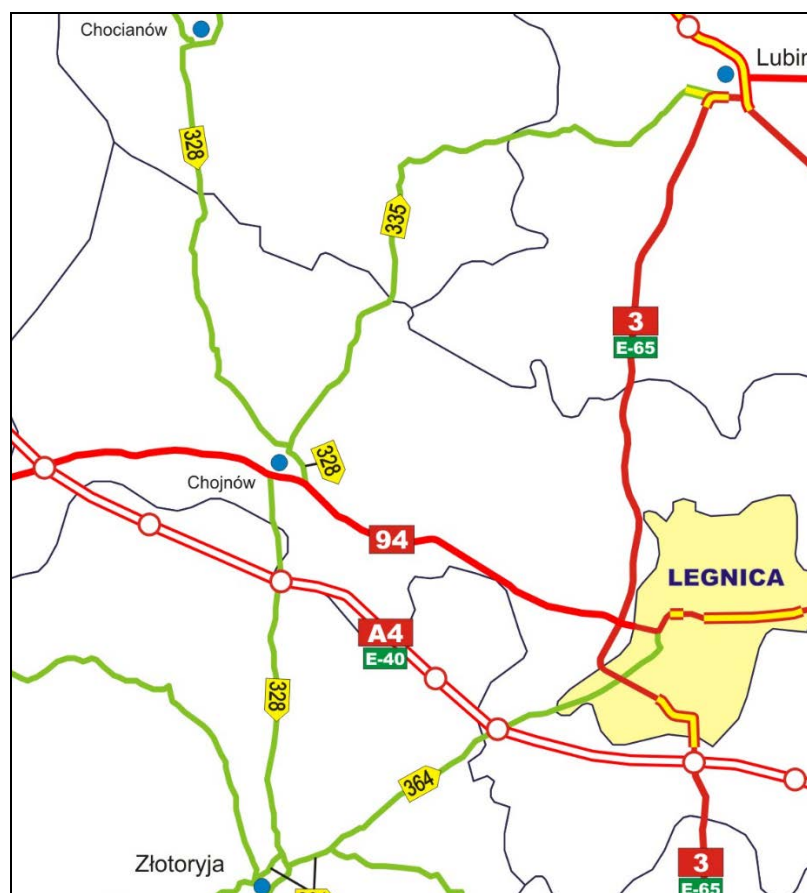 Chocianów
Lubin
328
335
3
E-65
328
Chojnów
94
LEGNICA
A4
E-40
328
364
Złotoryja
3
E-65